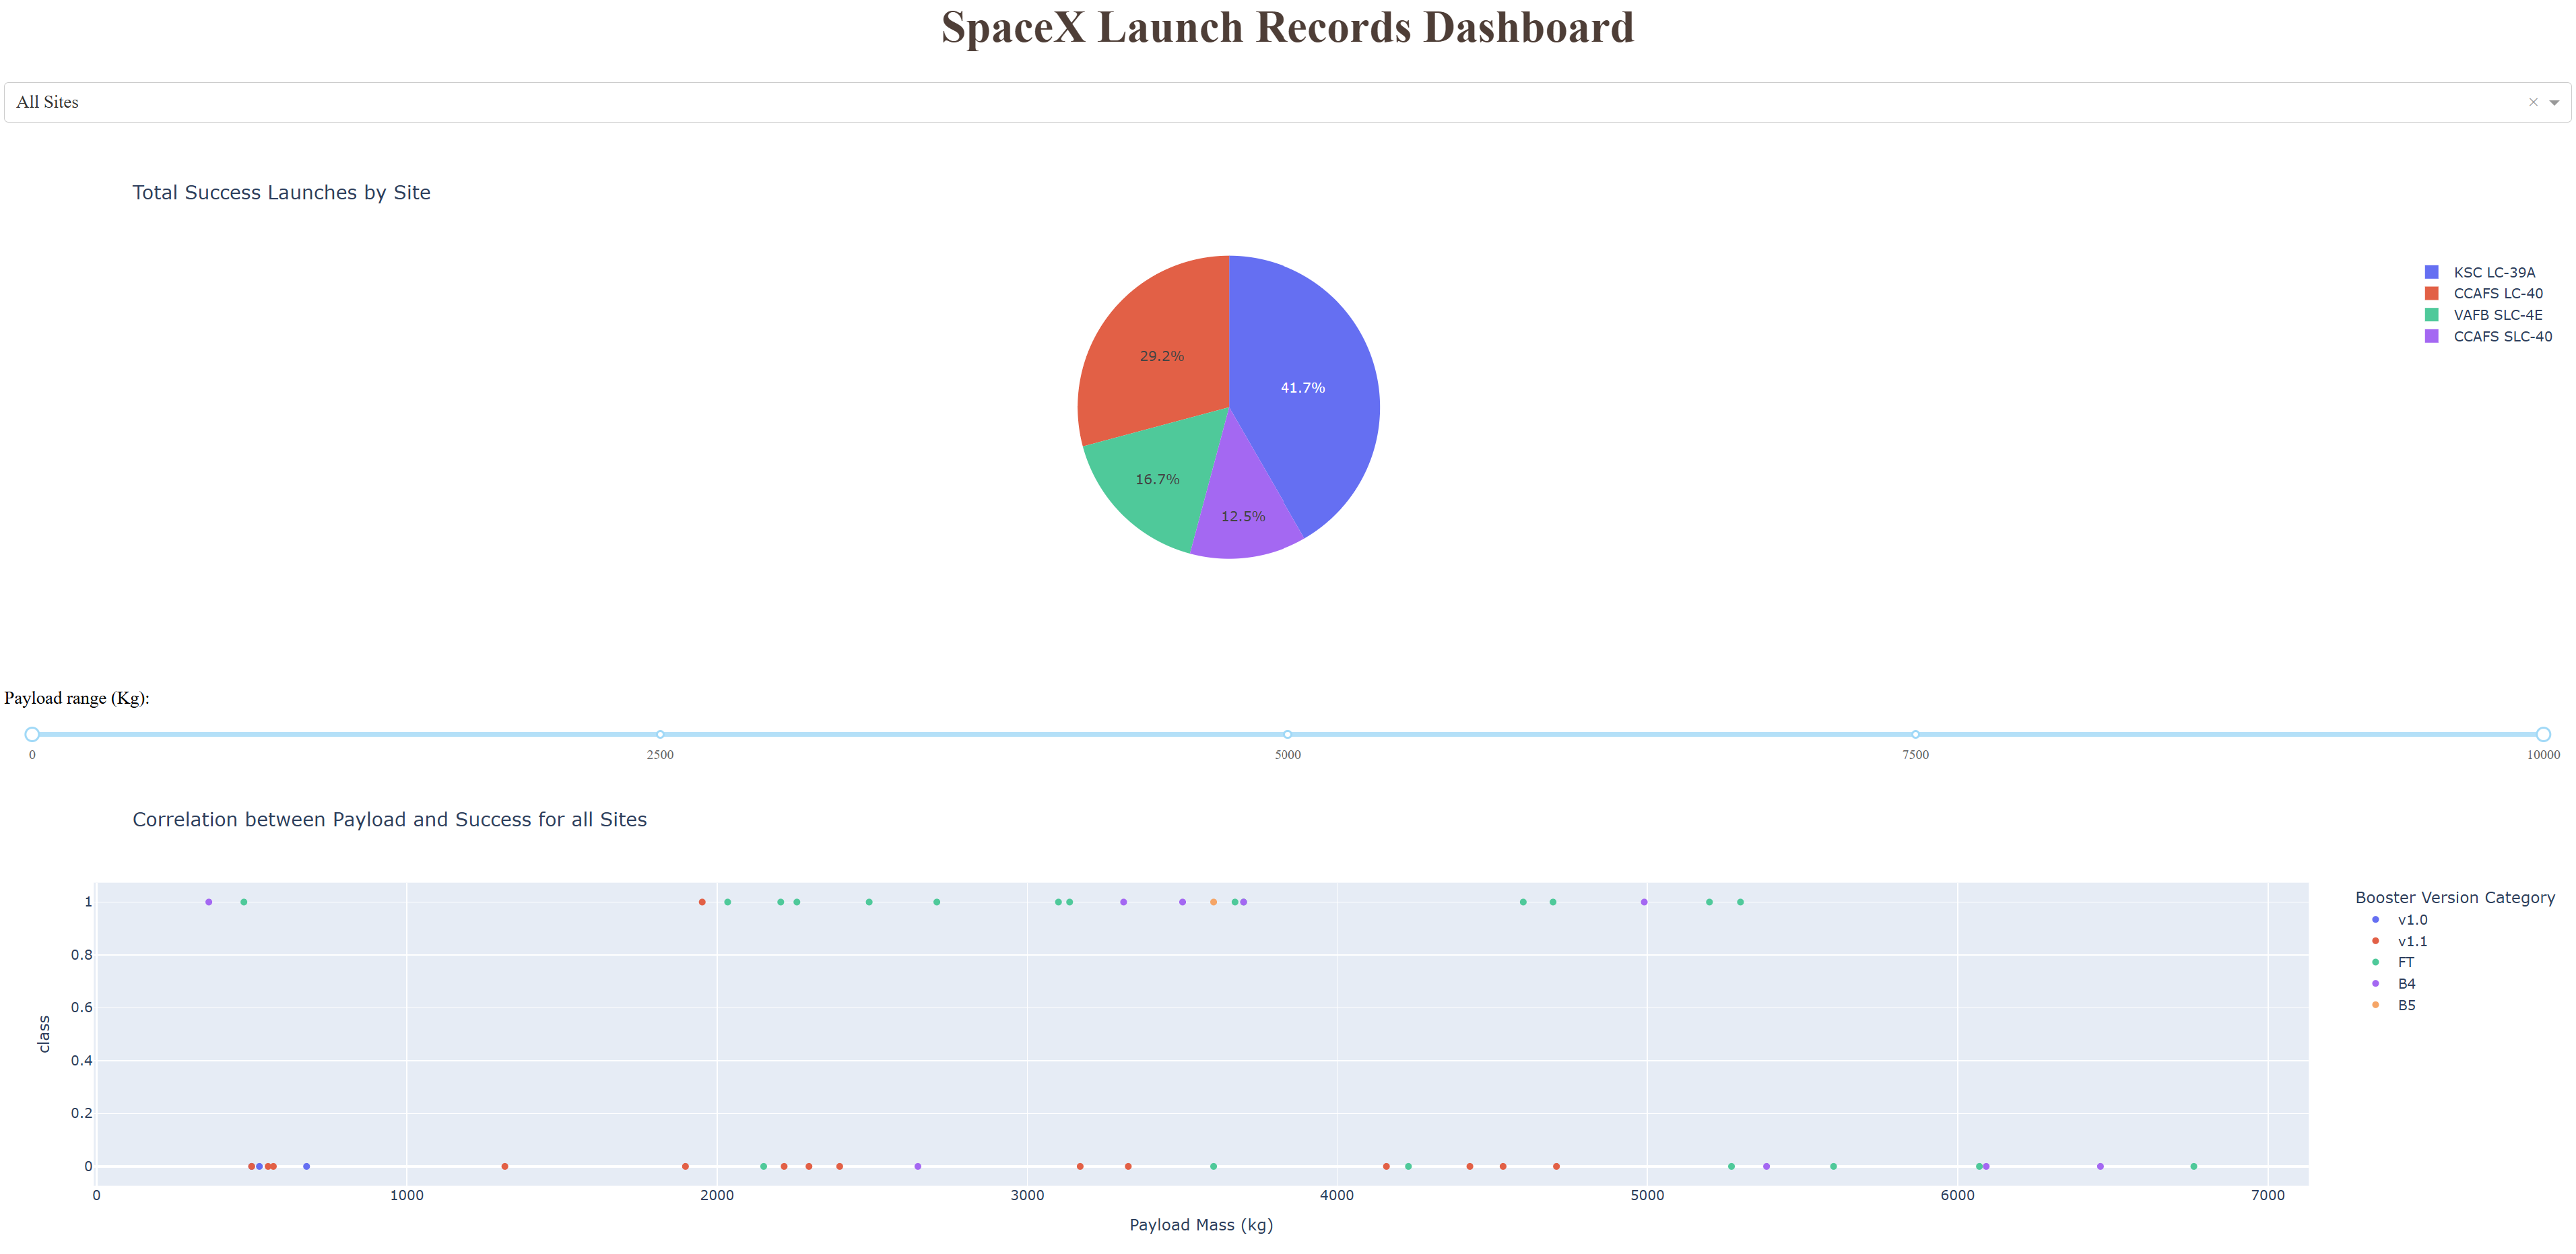 SpaceX Launch Records Dashboard
All Sites
Total Success Launches by Site
KSC LC-39A
CCAFS LC-40
VAFB SLC-4E
CCAFS SLC-40
29.2%
41.7%
16.7%
12.5%
Payload range (Kg):
0 2500 5000 7500 10000
Correlation between Payload and Success for all Sites
Booster Version Category
v1.0
v1.1
FT
B4
B5
class
1
0.8
0.6
0.4
0.2
0
0 1000 2000 3000 4000 5000 6000 7000
Payload Mass (kg)